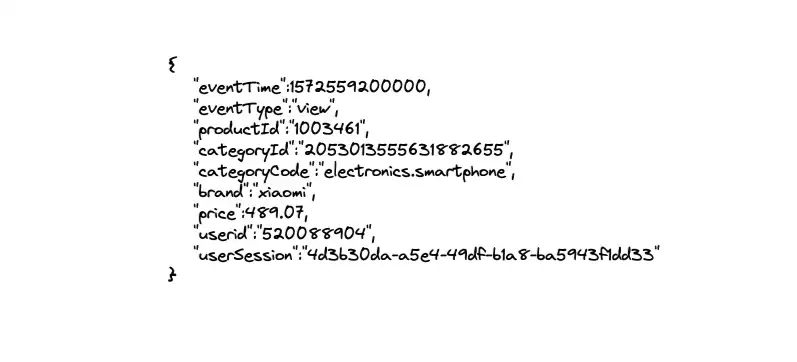 {
"eventTime":1572559200000,
"eventType":"view",
"productId":"1003461",
"categoryId":"2053013555631882655",
"categoryCode":"electronics.smartphone",
"brand":"xiaomi",
"price":489.07,
"userid":"520088904",
"userSession":"4d3b30da-a5e4-49df-b1a8-ba5943f1dd33"
}